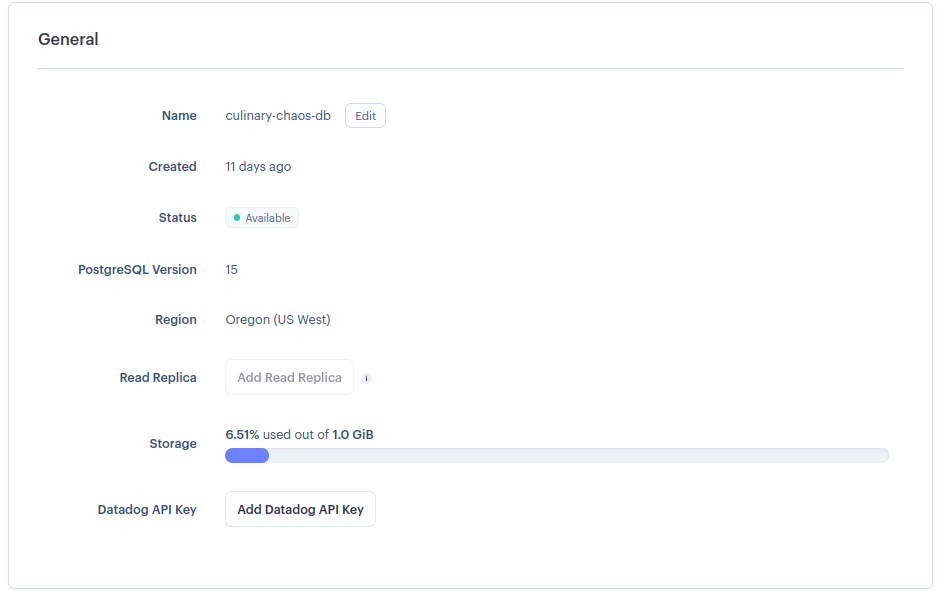 General
Name culinary-chaos-db Edit
Created 11 days ago
Status Available
PostgreSQL Version 15
Region Oregon (US West)
Read Replica Add Read Replica i
Storage 6.51% used out of 1.0 GiB
Datadog API Key Add Datadog API Key